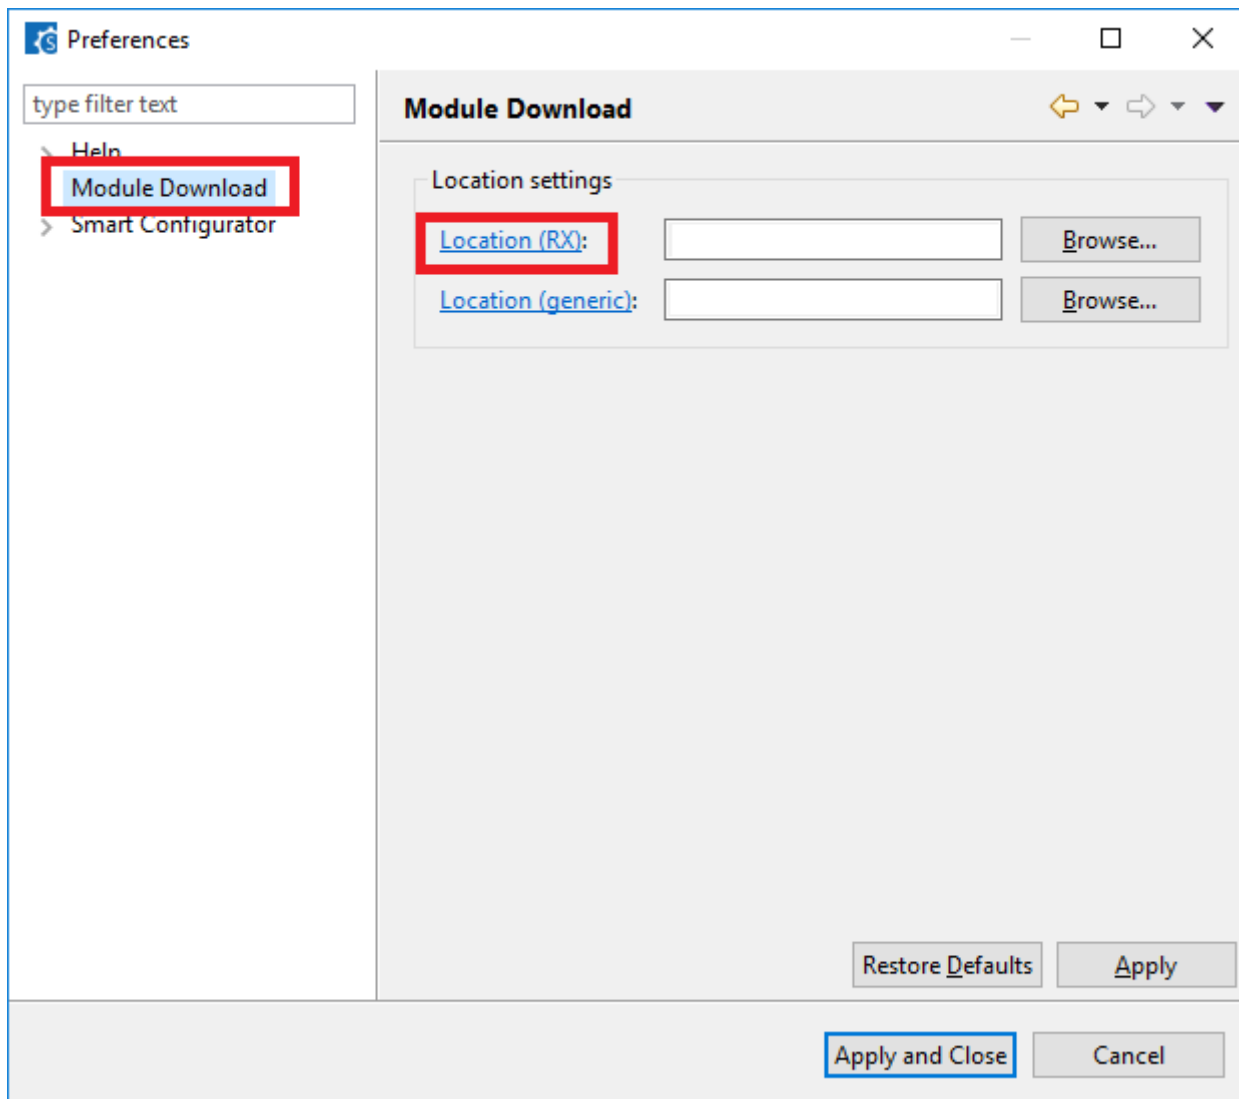 Preferences
type filter text
Help
Module Download
Smart Configurator
Module Download
Location settings
Location (RX):
Browse...
Location (generic):
Browse...
Restore Defaults
Apply
Apply and Close
Cancel